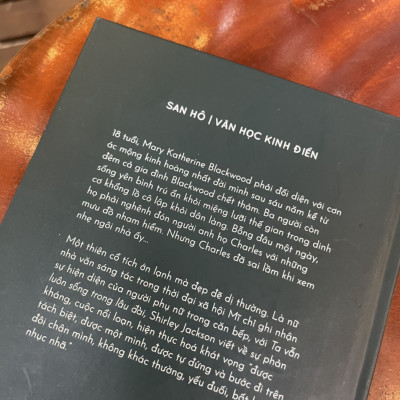 SAN HÔ | VĂN HỌC KINH ĐIỂN
18 tuổi, Mary Katherine Blackwood phải đối diện với cơn
ác mộng kinh hoàng nhất đời mình sau sáu năm kể từ
đêm cả gia đình Blackwood chết thảm. Ba người còn
sống yên bình trú ẩn khỏi miệng lưỡi thế gian trong dinh
cơ khổng lồ cô lập khỏi dân làng. Bỗng đâu một ngày,
họ phải nghênh đón người anh họ Charles với những
mưu đồ nham hiểm. Nhưng Charles đã sai lầm khi xem
nhẹ ngôi nhà ấy...
Một thiên cổ tích ớn lạnh mà đẹp đẽ dị thường. Là nữ
nhà văn sáng tác trong thời đại xã hội Mĩ chỉ ghi nhận
sự hiện diện của người phụ nữ trong căn bếp, với Ta vẫn
luôn sống trong lâu đài, Shirley Jackson viết về sự phản
kháng, cuộc nổi loạn, hiện thực hoá khát vọng "được
tách biệt, được một mình, được tự đứng và bước đi trên
đôi chân mình, không khác thường, yếu đuối, bất
nhục nhã."